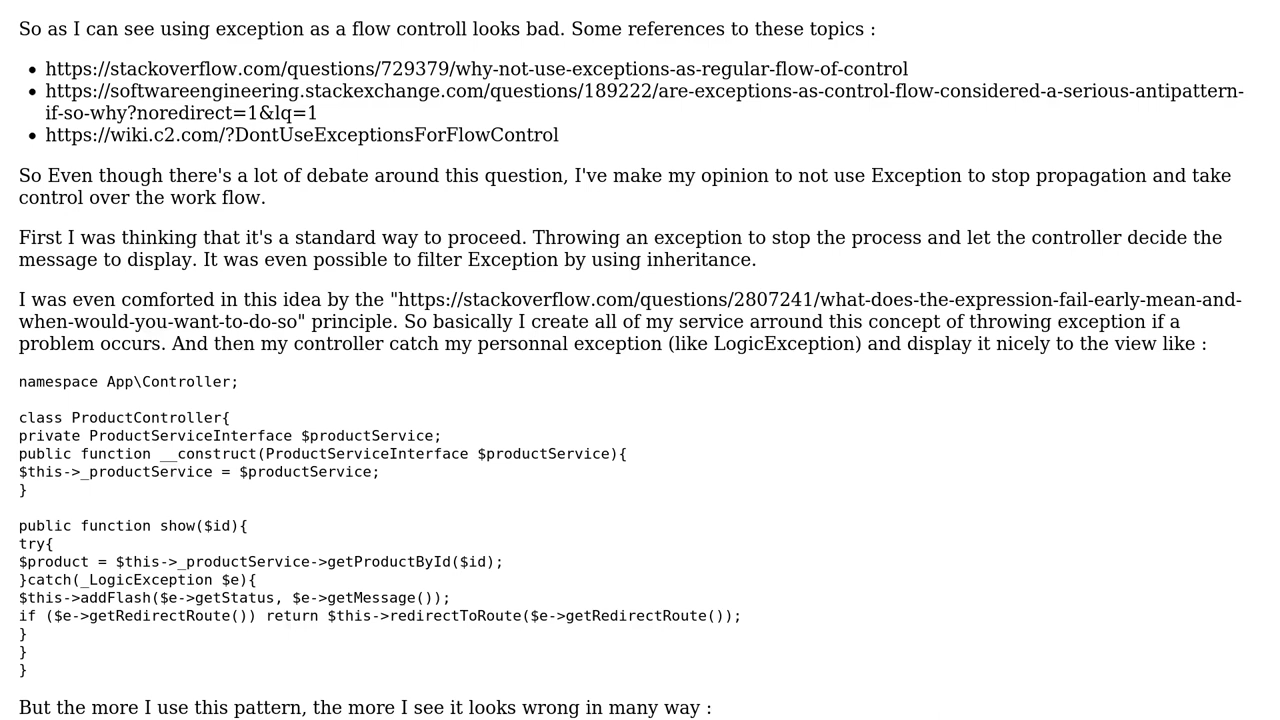 So as I can see using exception as a flow controll looks bad. Some references to these topics :
• https://stackoverflow.com/questions/729379/why-not-use-exceptions-as-regular-flow-of-control
• https://softwareengineering.stackexchange.com/questions/189222/are-exceptions-as-control-flow-considered-a-serious-antipattern-
if-so-why?noredirect=1&lq=1
• https://wiki.c2.com/?DontUseExceptionsForFlowControl
So Even though there's a lot of debate around this question, I've make my opinion to not use Exception to stop propagation and take
control over the work flow.
First I was thinking that it's a standard way to proceed. Throwing an exception to stop the process and let the controller decide the
message to display. It was even possible to filter Exception by using inheritance.
I was even comforted in this idea by the "https://stackoverflow.com/questions/2807241/what-does-the-expression-fail-early-mean-and-
when-would-you-want-to-do-so" principle. So basically I create all of my service arround this concept of throwing exception if a
problem occurs. And then my controller catch my personnal exception (like LogicException) and display it nicely to the view like :
namespace App\Controller;
class ProductController{
private ProductServiceInterface $productService;
public function __construct(ProductServiceInterface $productService){
$this->_productService = $productService;
}
public function show($id){
try{
$product = $this->_productService->getProductById($id);
}catch(_LogicException $e){
$this->addFlash($e->getStatus, $e->getMessage());
if ($e->getRedirectRoute()) return $this->redirectToRoute($e->getRedirectRoute());
}
}
}
But the more I use this pattern, the more I see it looks wrong in many way :